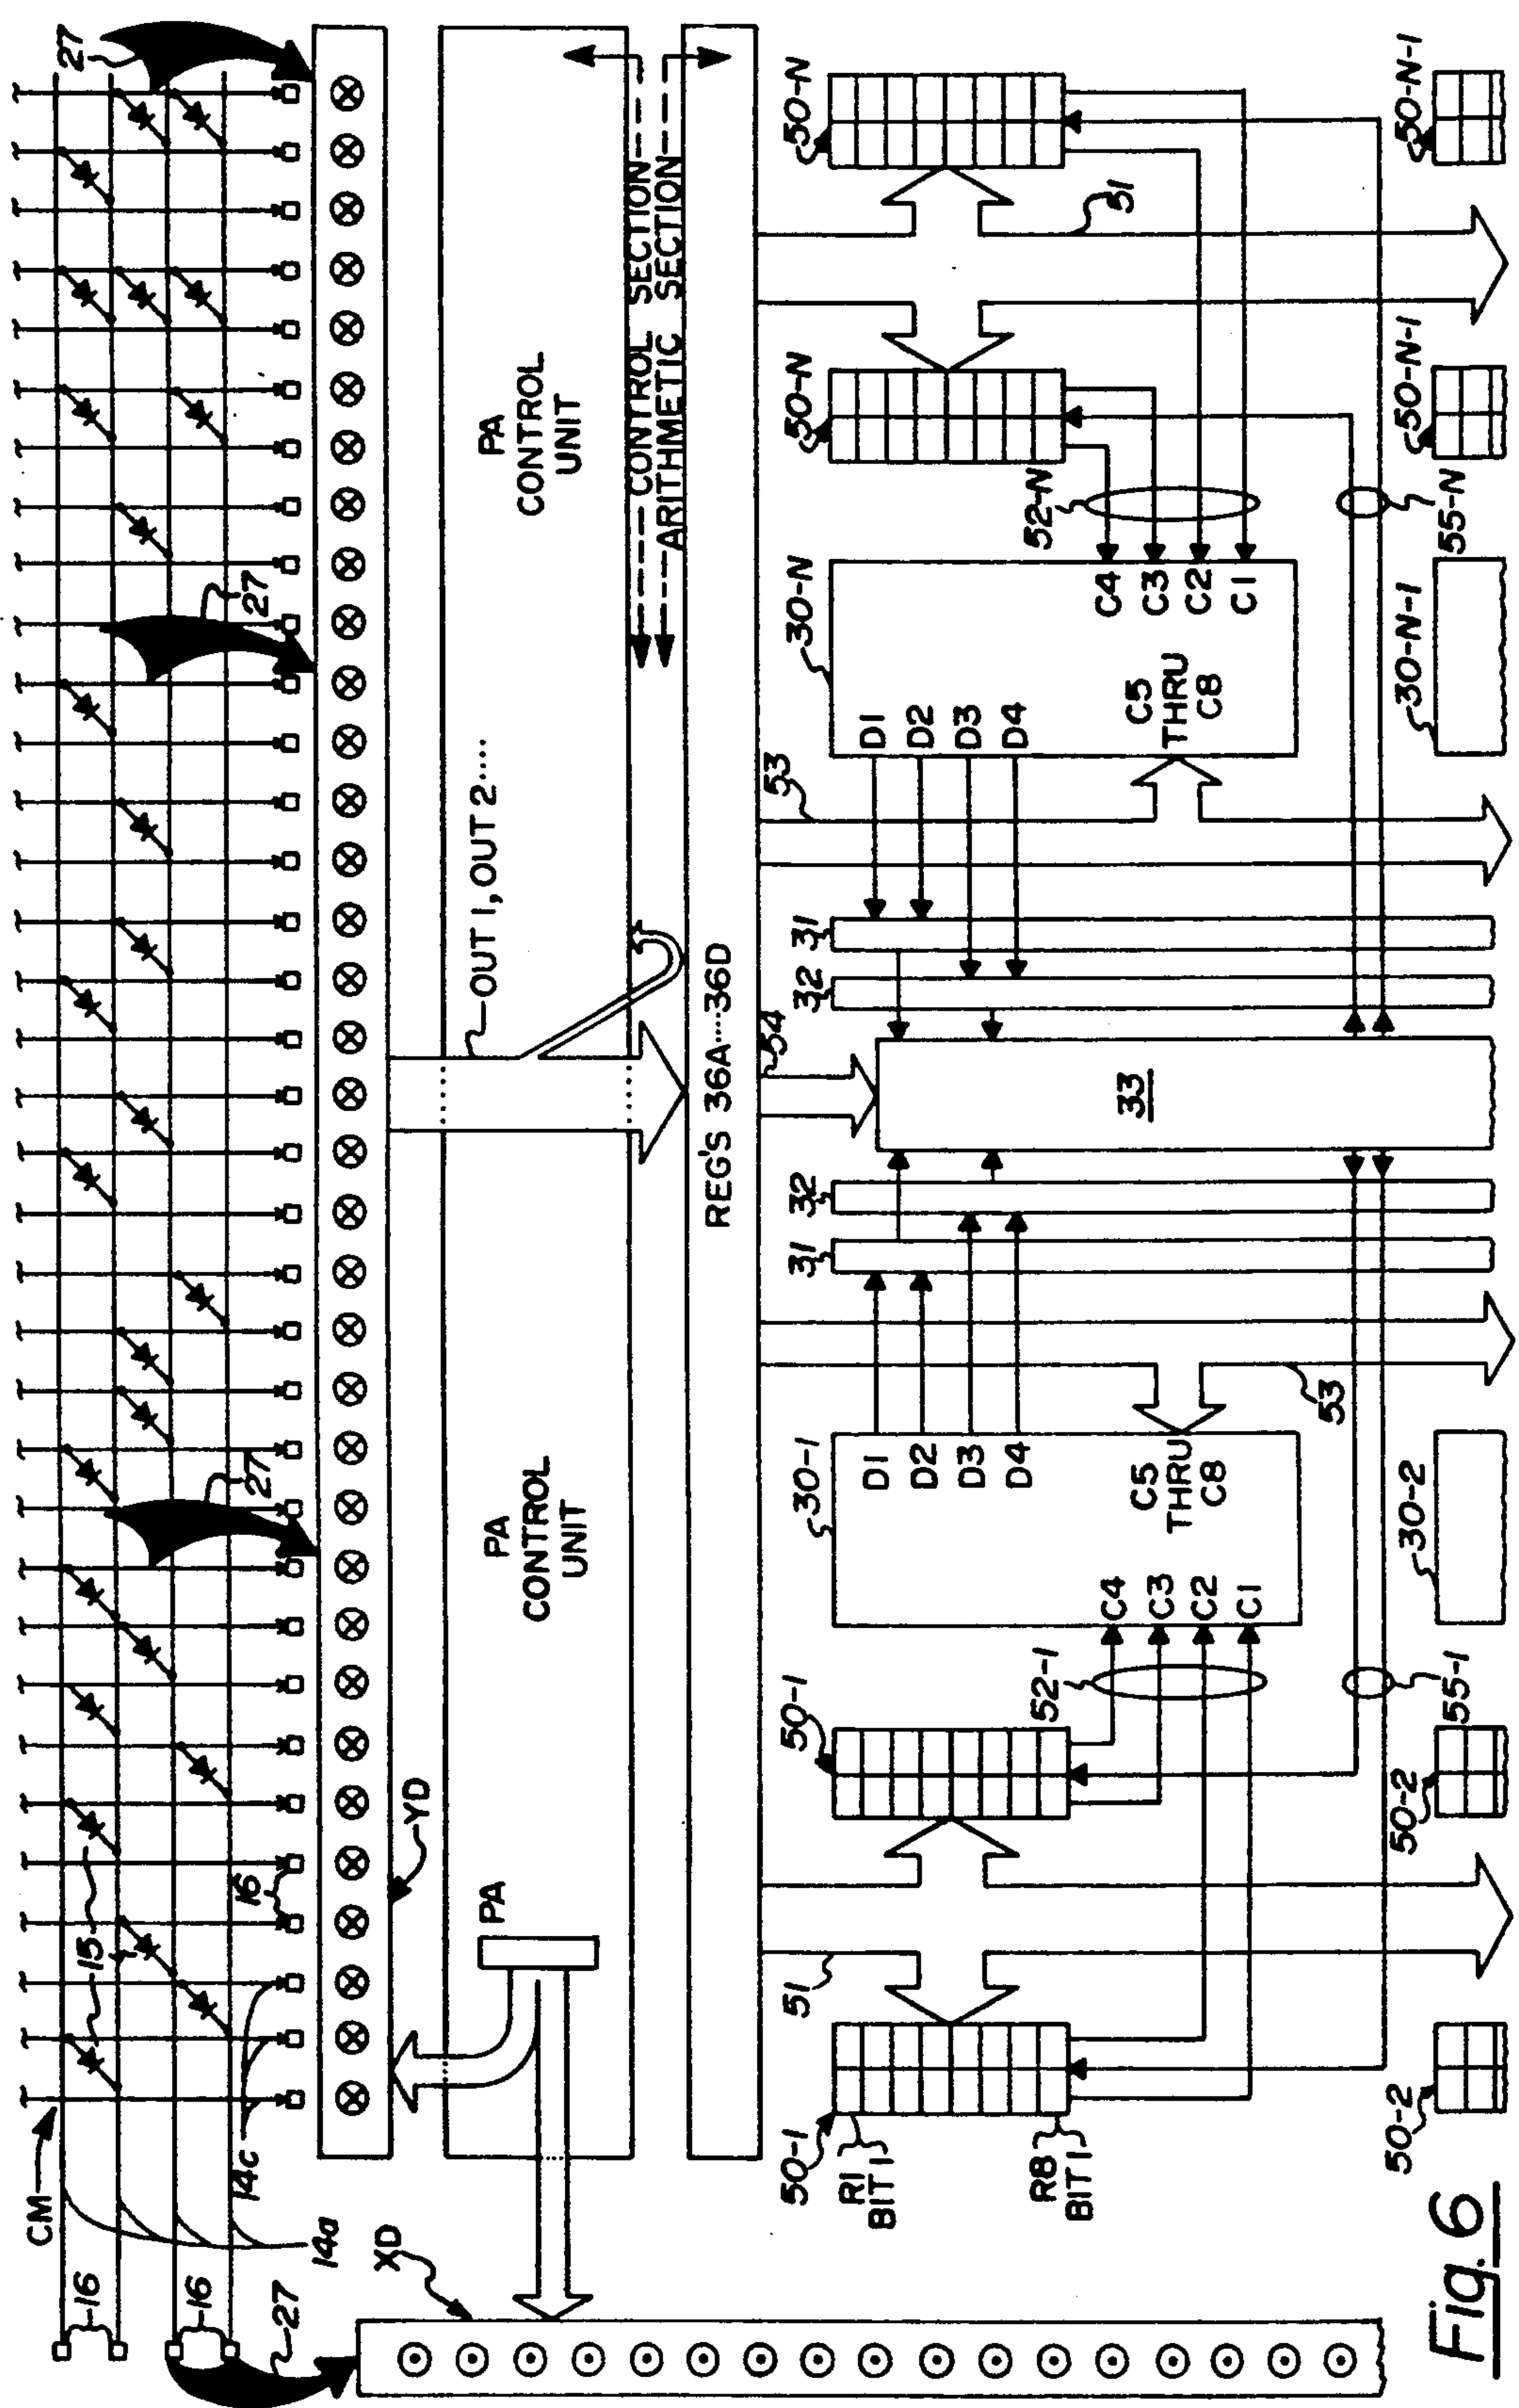 27
27
27
27
CM
16
16
14a
14c
15
16
XD
YD
PA
PA
CONTROL
UNIT
PA
CONTROL
UNIT
OUT 1, OUT 2....
CONTROL SECTION
ARITHMETIC SECTION
REG'S 36A....36D
50-1
R1
BIT 1
R8
BIT 1
51
50-1
52-1
C4
C3
C2
C1
30-1
D1
D2
D3
D4
C5
THRU
C8
53
31
32
54
33
32
31
53
30-N
D1
D2
D3
D4
C5
THRU
C8
C4
C3
C2
C1
52-N
50-N
51
50-N
55-1
55-N
50-2
50-2
30-2
30-N-1
50-N-1
50-N-1
Fig. 6